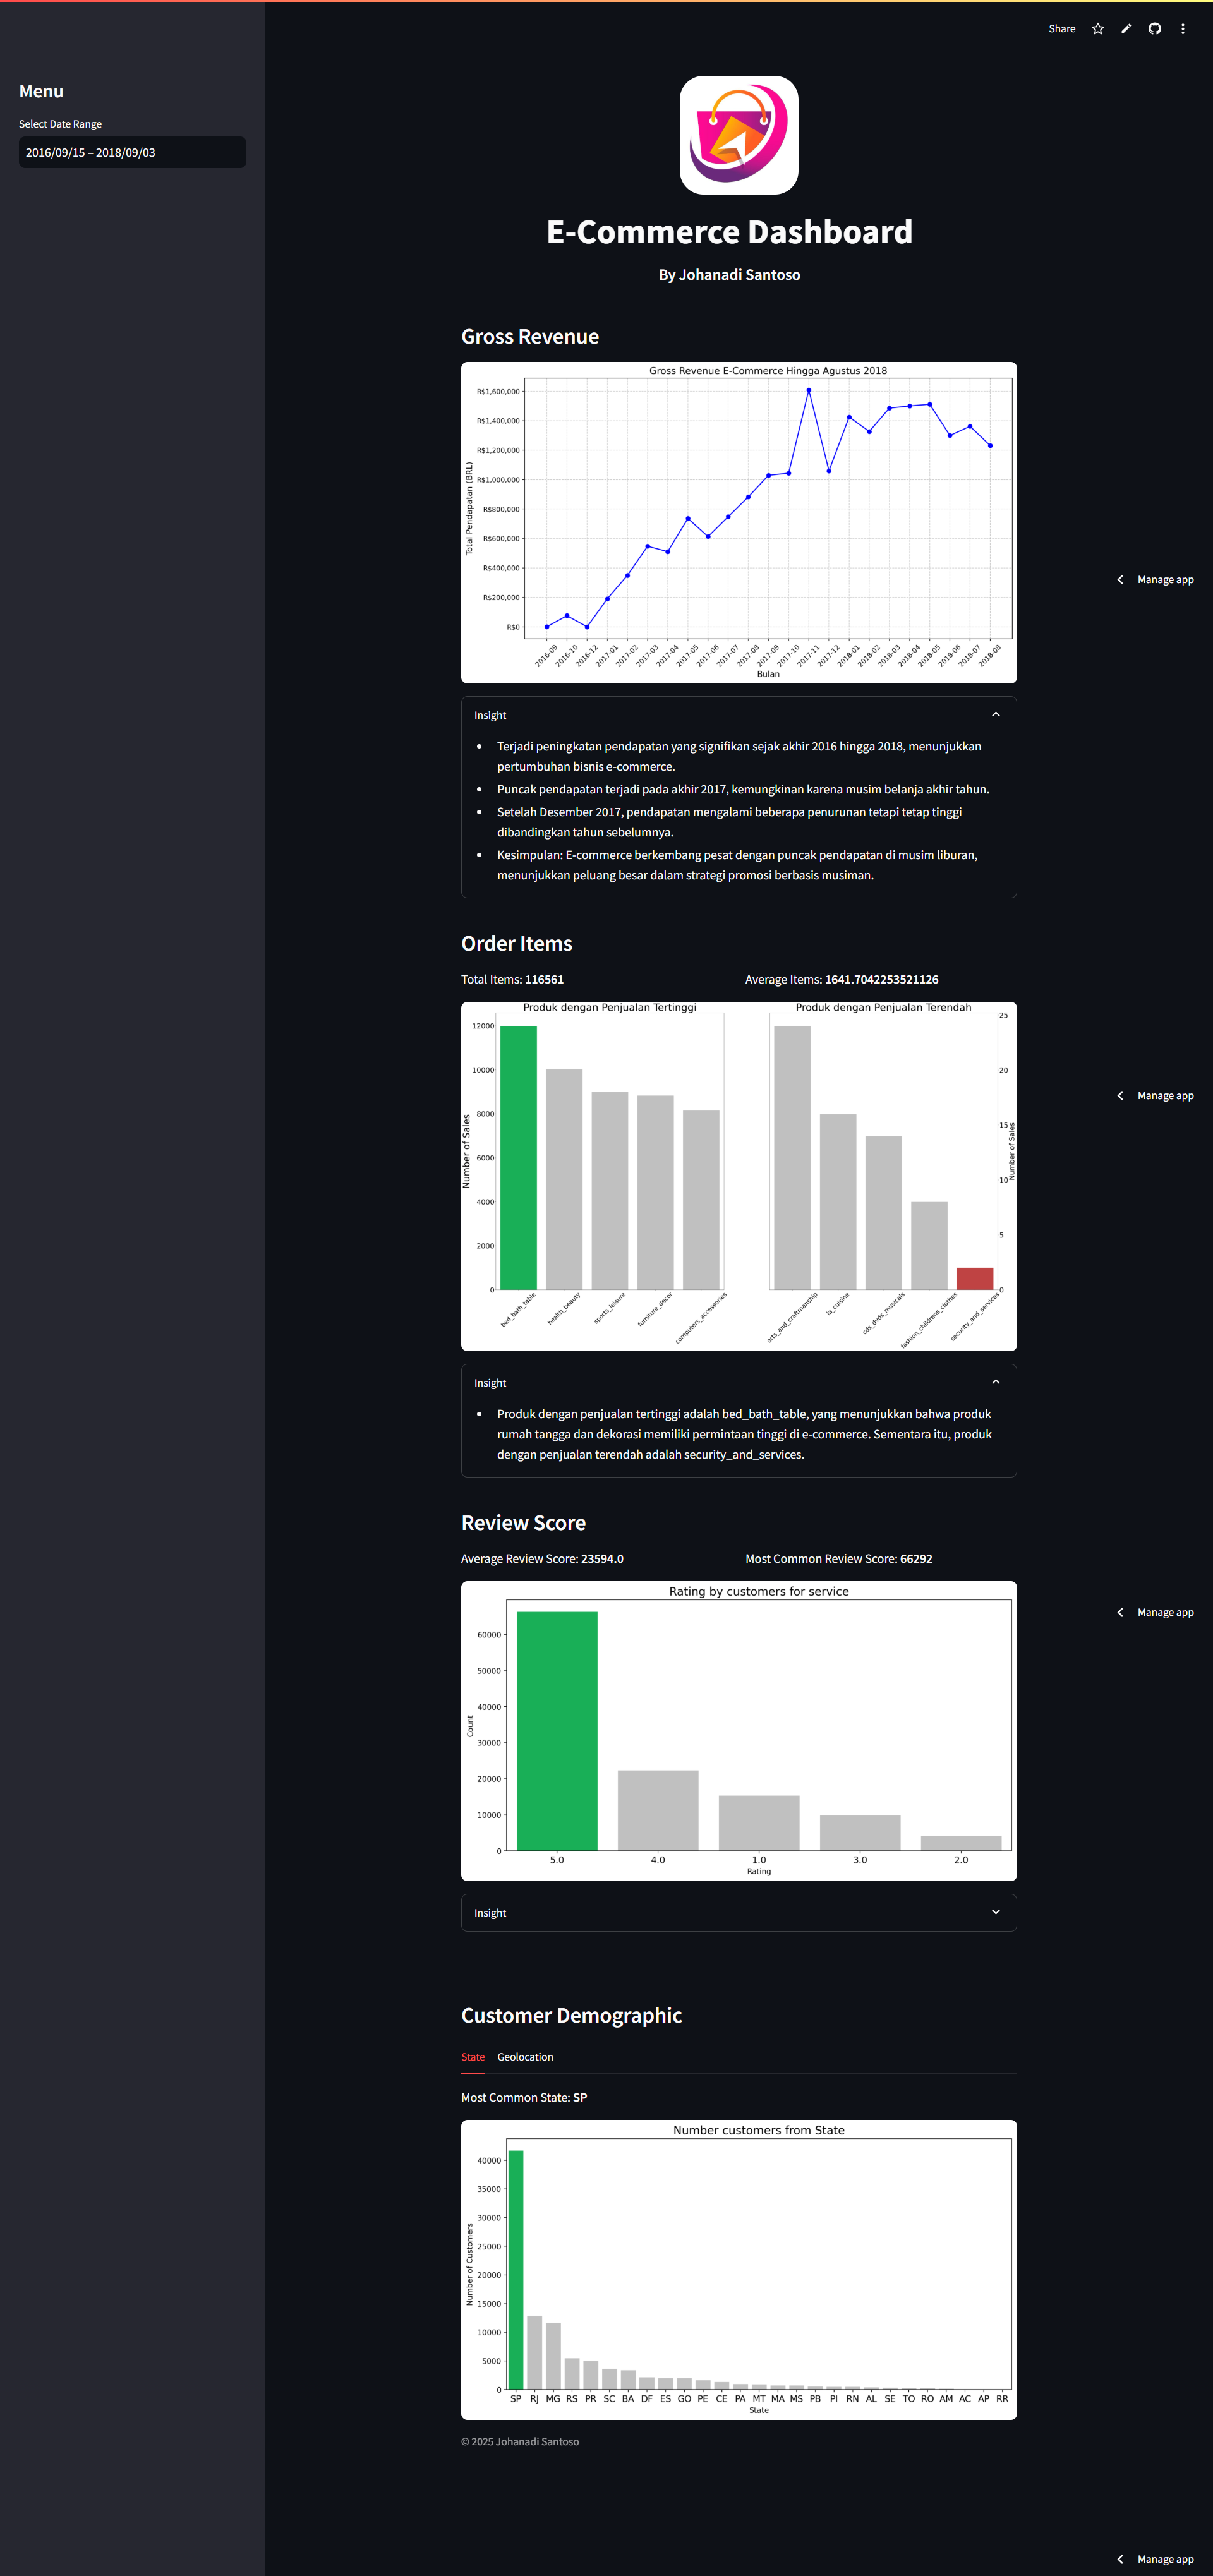 Share
Menu
Select Date Range
2016/09/15 – 2018/09/03
E-Commerce Dashboard
By Johanadi Santoso
Gross Revenue
Gross Revenue E-Commerce Hingga Agustus 2018
Total Pendapatan (BRL)
R$1,600,000
R$1,400,000
R$1,200,000
R$1,000,000
R$800,000
R$600,000
R$400,000
R$200,000
R$0
2016-09 2016-10 2016-12 2017-01 2017-02 2017-03 2017-04 2017-05 2017-06 2017-07 2017-08 2017-09 2017-10 2017-11 2017-12 2018-01 2018-02 2018-03 2018-04 2018-05 2018-06 2018-07 2018-08
Bulan
Manage app
Insight
Terjadi peningkatan pendapatan yang signifikan sejak akhir 2016 hingga 2018, menunjukkan
pertumbuhan bisnis e-commerce.
Puncak pendapatan terjadi pada akhir 2017, kemungkinan karena musim belanja akhir tahun.
Setelah Desember 2017, pendapatan mengalami beberapa penurunan tetapi tetap tinggi
dibandingkan tahun sebelumnya.
Kesimpulan: E-commerce berkembang pesat dengan puncak pendapatan di musim liburan,
menunjukkan peluang besar dalam strategi promosi berbasis musiman.
Order Items
Total Items: 116561
Average Items: 1641.7042253521126
Produk dengan Penjualan Tertinggi
Number of Sales
12000
10000
8000
6000
4000
2000
0
bed_bath_table health_beauty sports_leisure furniture_decor computers_accessories
Produk dengan Penjualan Terendah
25
20
15
10
5
0
Number of Sales
arts_and_craftmanship la_cuisine cds_dvds_musicals fashion_childrens_clothes security_and_services
Manage app
Insight
Produk dengan penjualan tertinggi adalah bed_bath_table, yang menunjukkan bahwa produk
rumah tangga dan dekorasi memiliki permintaan tinggi di e-commerce. Sementara itu, produk
dengan penjualan terendah adalah security_and_services.
Review Score
Average Review Score: 23594.0
Most Common Review Score: 66292
Rating by customers for service
Count
60000
50000
40000
30000
20000
10000
0
5.0 4.0 1.0 3.0 2.0
Rating
Manage app
Insight
Customer Demographic
State Geolocation
Most Common State: SP
Number customers from State
Number of Customers
40000
35000
30000
25000
20000
15000
10000
5000
0
SP RJ MG RS PR SC BA DF ES GO PE CE PA MT MA MS PB PI RN AL SE TO RO AM AC AP RR
State
© 2025 Johanadi Santoso
Manage app